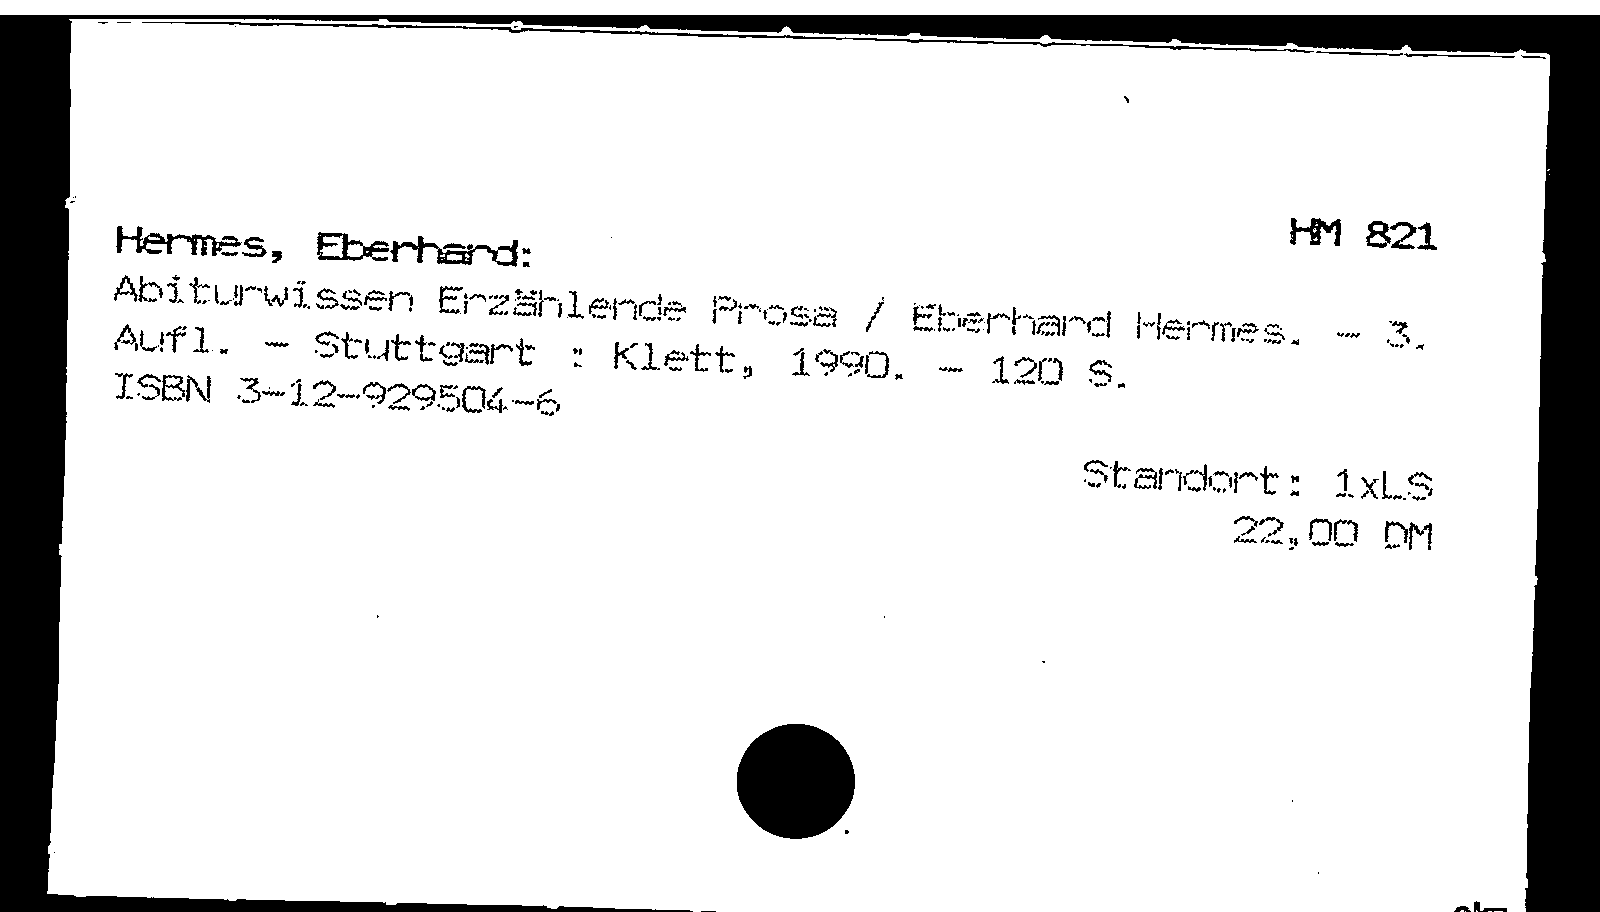 HM 821
Hermes, Eberhard:
Abiturwissen Erzählende Prosa / Eberhard Hermes. - 3.
Aufl. - Stuttgart : Klett, 1990. - 120 S.
ISBN 3-12-929504-6
Standort: 1xLS
22,00 DM